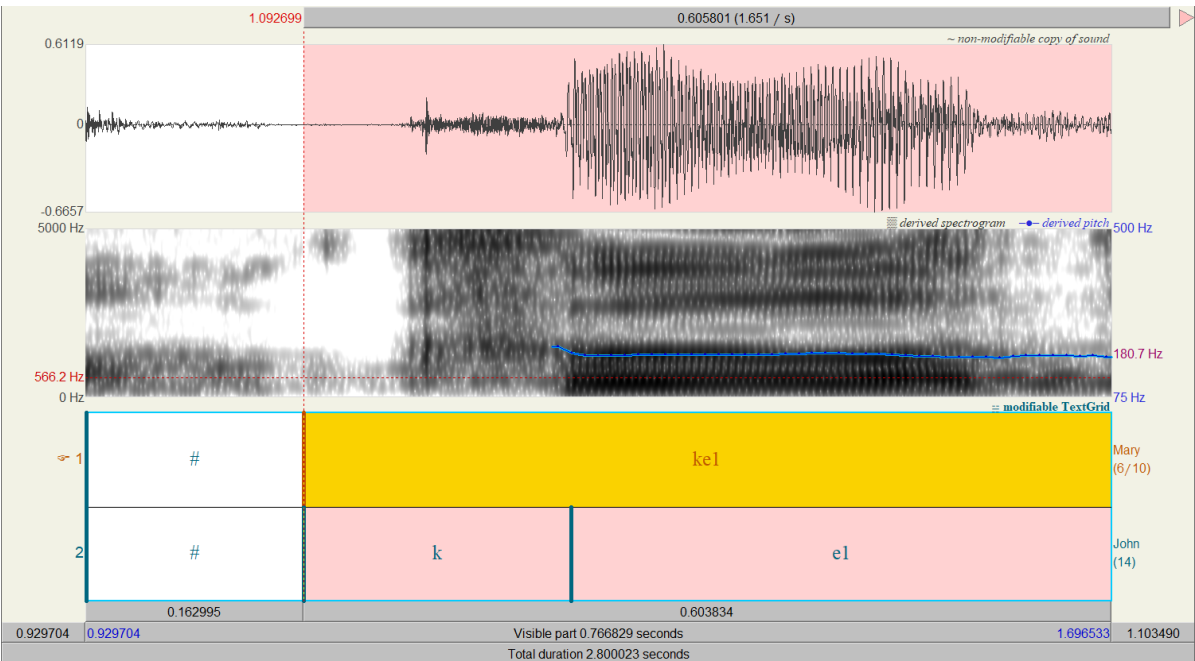 1.092699 0.605801 (1.651 / s)
0.6119 ~ non-modifiable copy of sound
0
-0.6657
5000 Hz derived spectrogram derived pitch 500 Hz
180.7 Hz
566.2 Hz
0 Hz 75 Hz
modifiable TextGrid
1 # ke1 Mary
(6/10)
2 # k e1 John
(14)
0.162995 0.603834
0.929704 0.929704 Visible part 0.766829 seconds 1.696533 1.103490
Total duration 2.800023 seconds